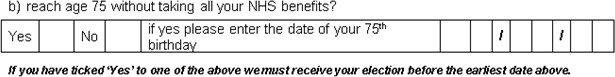 b) reach age 75 without taking all your NHS benefits?
Yes No if yes please enter the date of your 75th / /
birthday
If you have ticked 'Yes' to one of the above we must receive your election before the earliest date above.